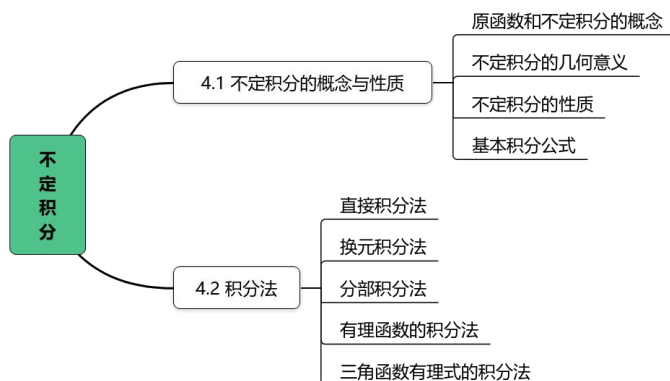 不定积分
4.1 不定积分的概念与性质
原函数和不定积分的概念
不定积分的几何意义
不定积分的性质
基本积分公式
4.2 积分法
直接积分法
换元积分法
分部积分法
有理函数的积分法
三角函数有理式的积分法